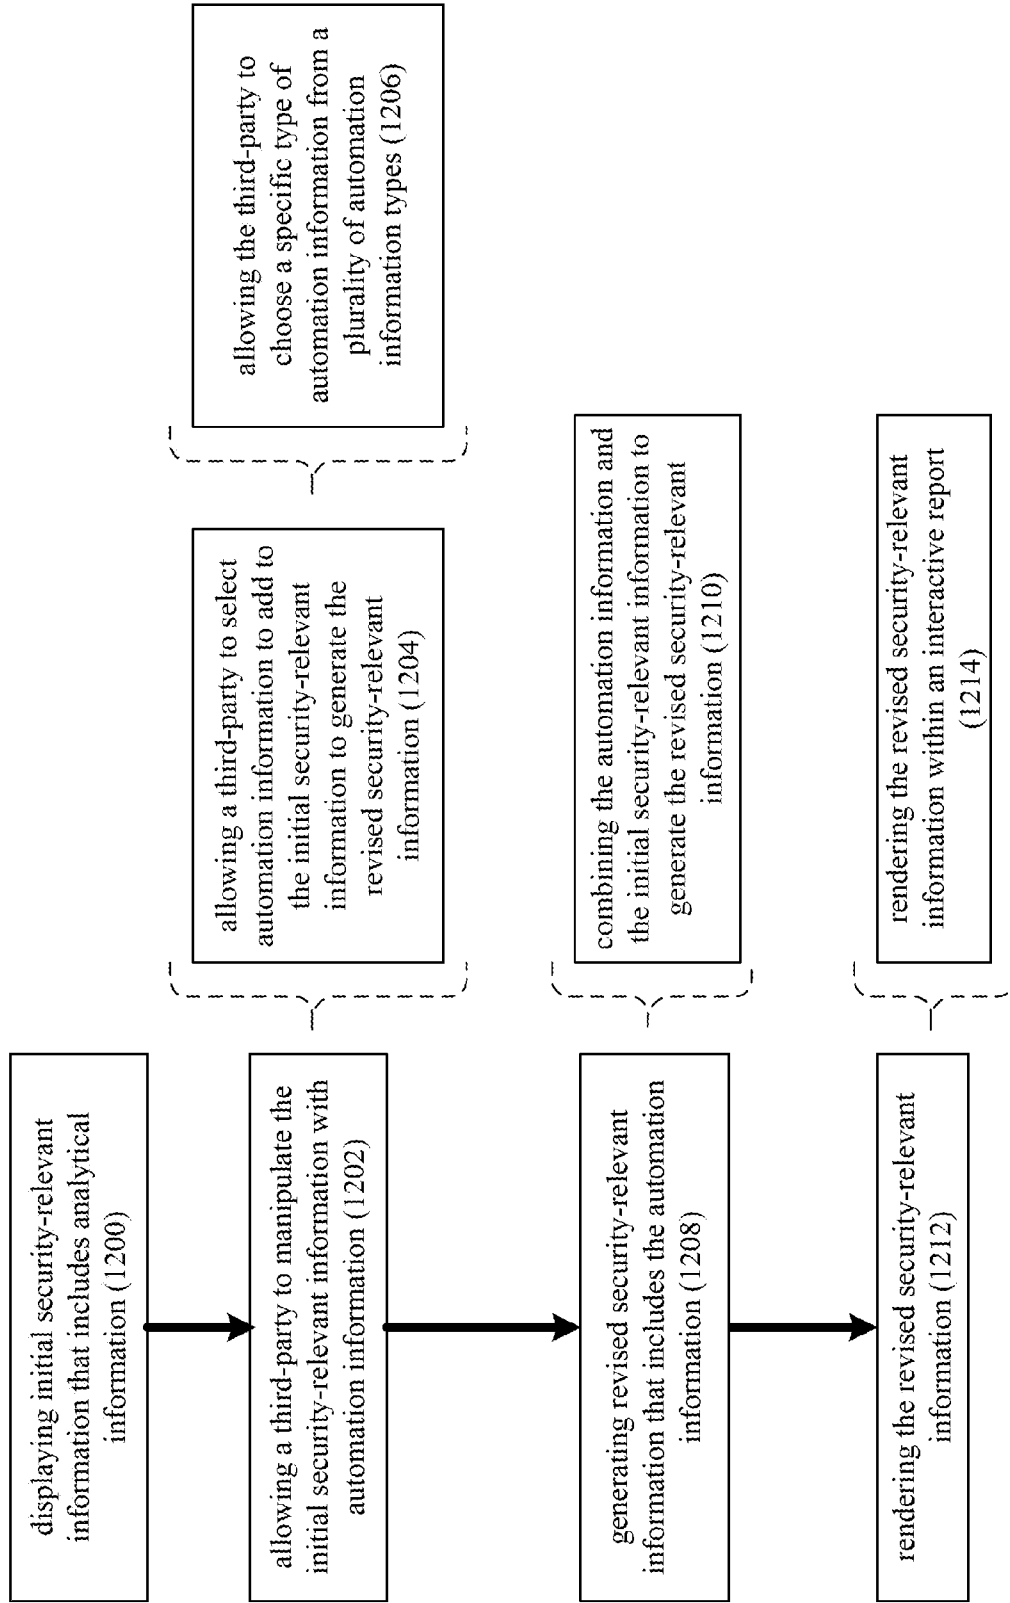 displaying initial security-relevant
information that includes analytical
information (1200)
allowing a third-party to manipulate the
initial security-relevant information with
automation information (1202)
allowing a third-party to select
automation information to add to
the initial security-relevant
information to generate the
revised security-relevant
information (1204)
allowing the third-party to
choose a specific type of
automation information from a
plurality of automation
information types (1206)
generating revised security-relevant
information that includes the automation
information (1208)
combining the automation information and
the initial security-relevant information to
generate the revised security-relevant
information (1210)
rendering the revised security-relevant
information (1212)
rendering the revised security-relevant
information within an interactive report
(1214)